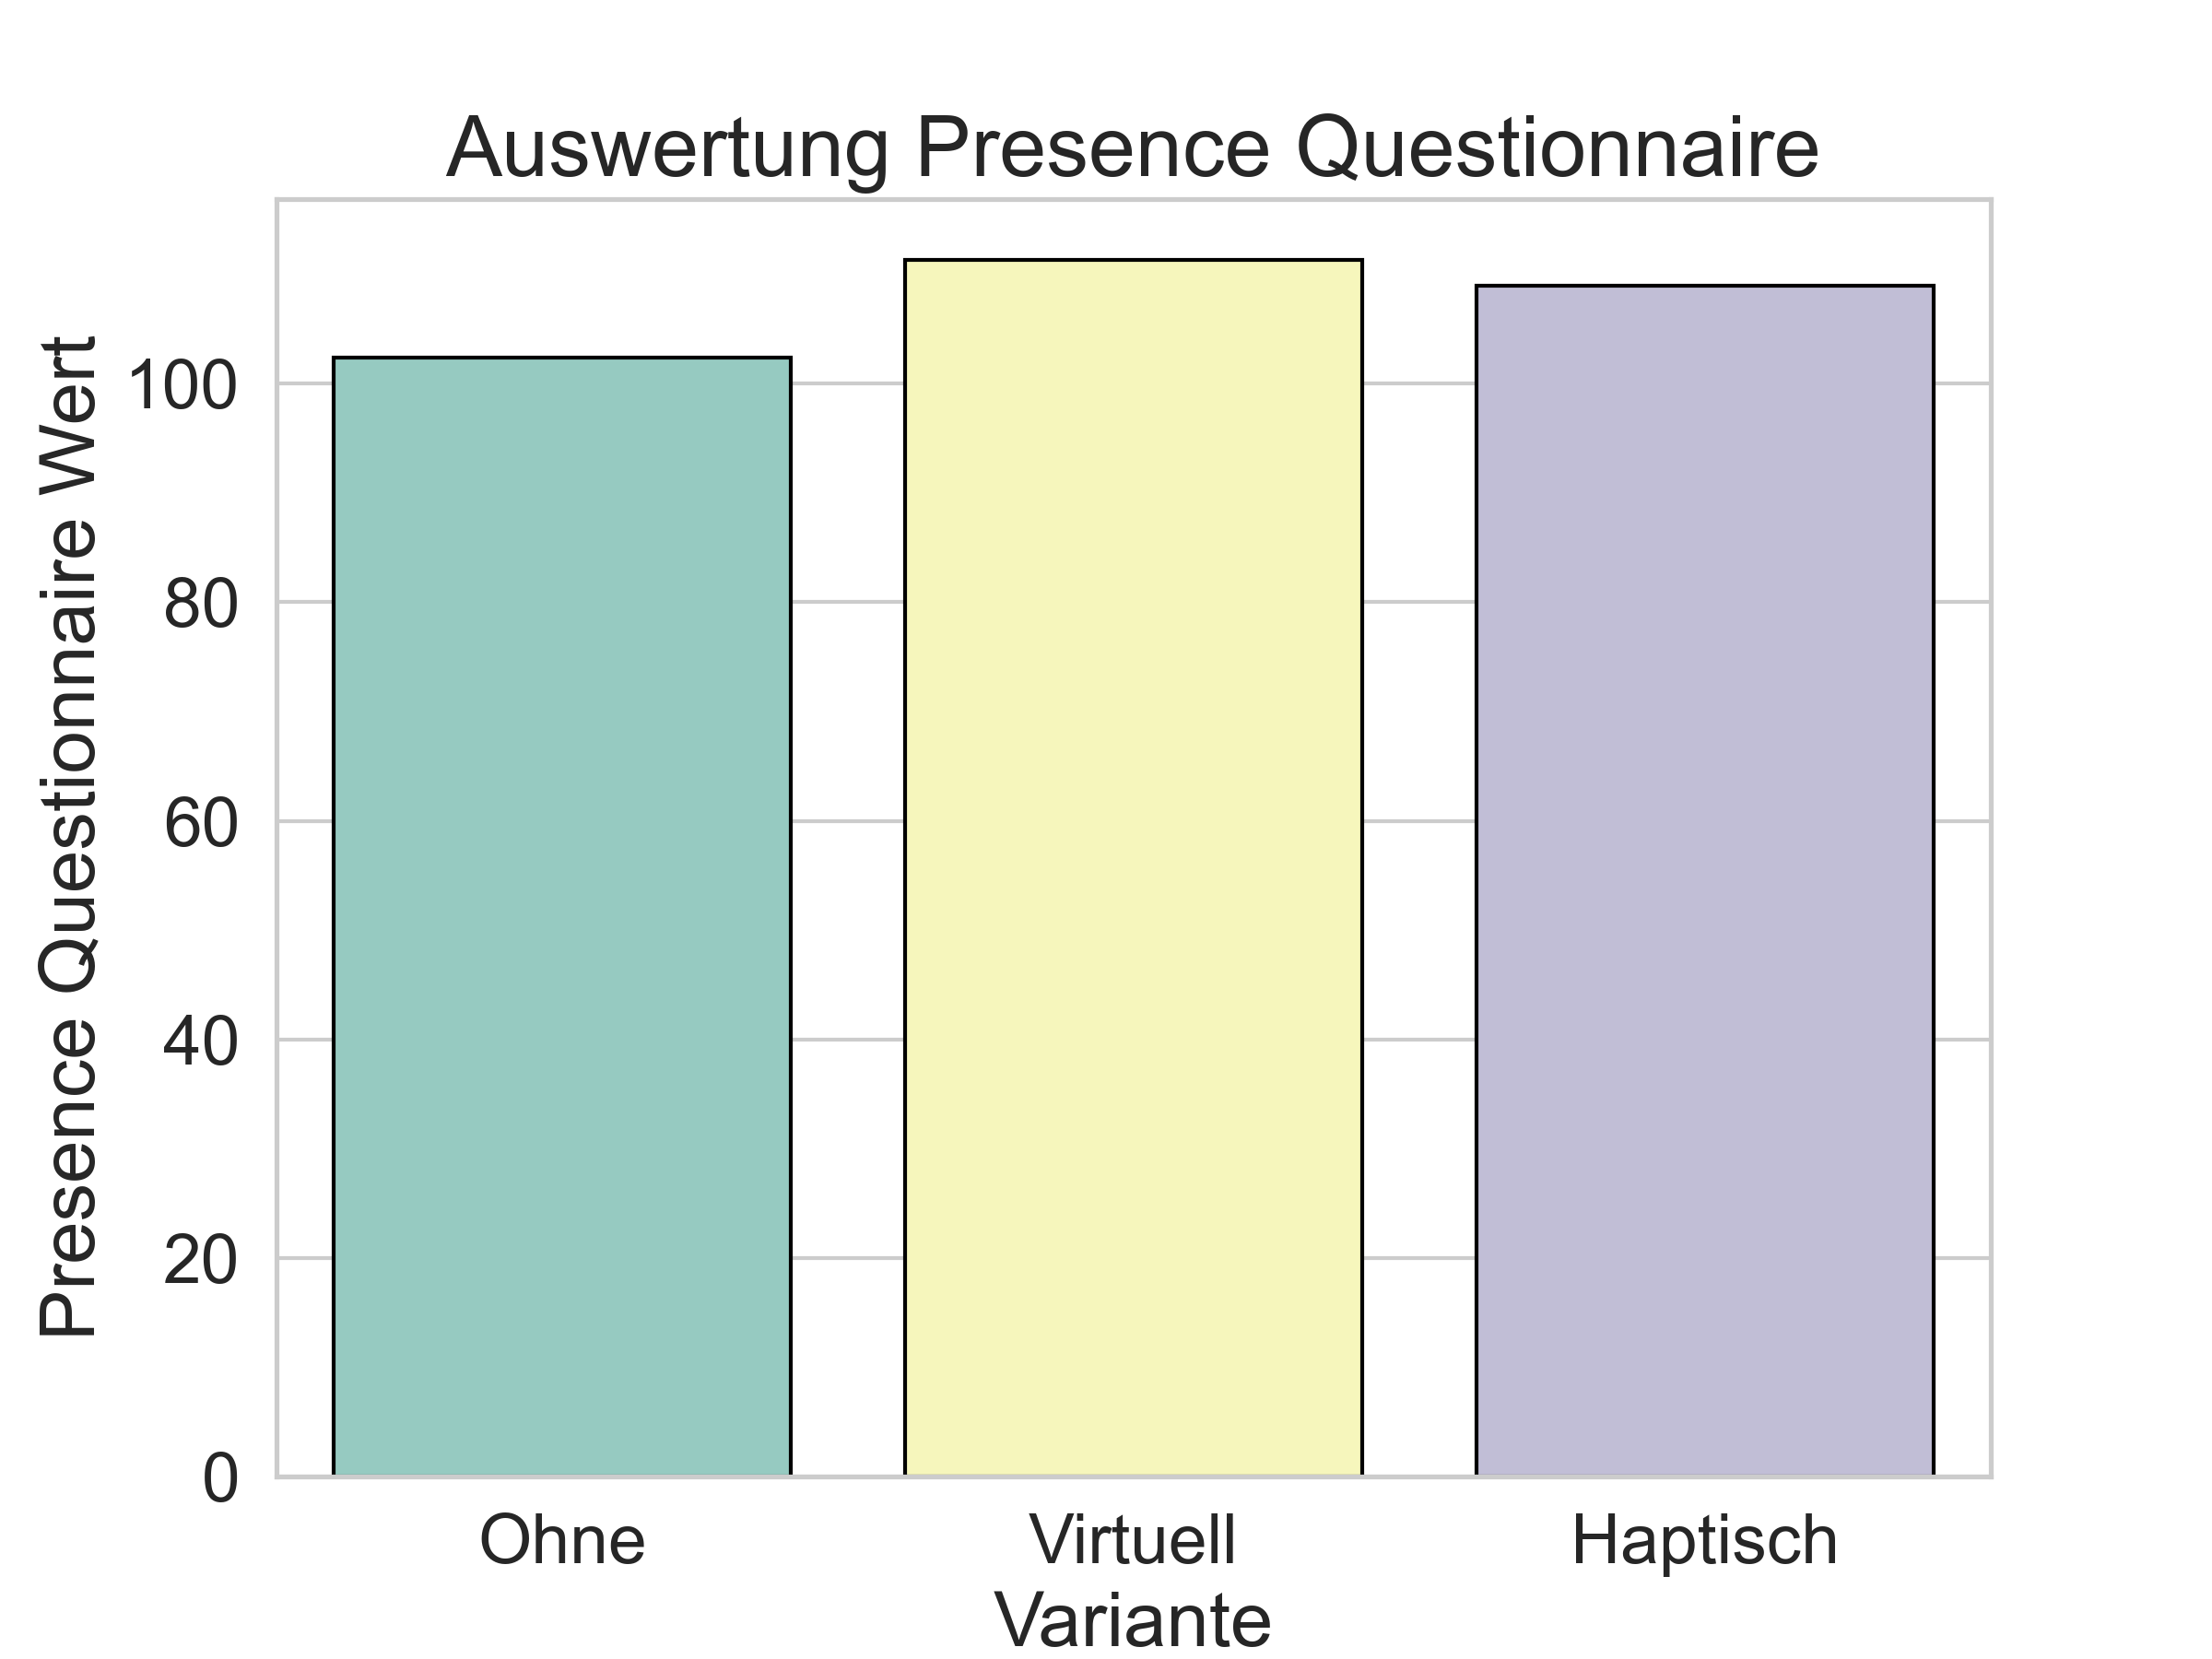 Auswertung Presence Questionnaire
Presence Questionnaire Wert
100
80
60
40
20
0
Ohne
Virtuell
Haptisch
Variante